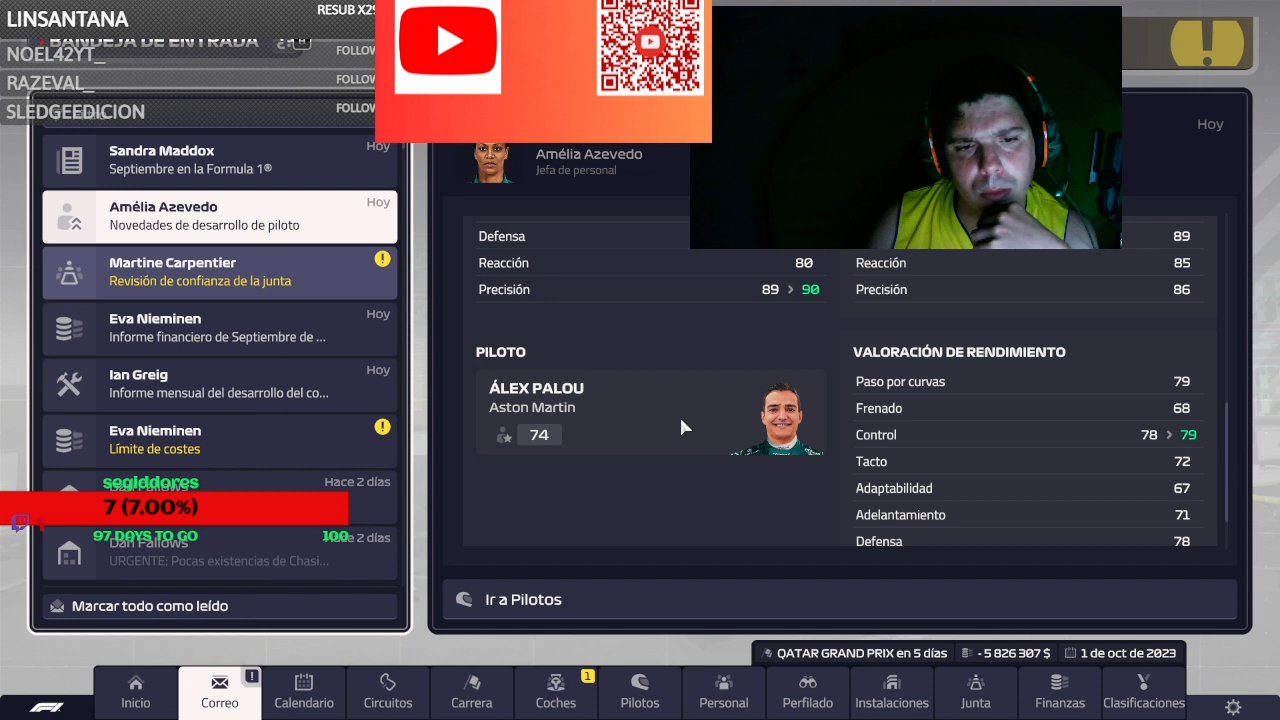 LINSANTANA
RESUB X29
BANDEJA DE ENTRADA
NOEL42YT_
FOLLOW
RAZEVAL_
FOLLOW
SLEDGEEDICION
FOLLOW
Sandra Maddox
Hoy
Septiembre en la Formula 1®
Amélia Azevedo
Hoy
Novedades de desarrollo de piloto
Martine Carpentier
Revisión de confianza de la junta
Eva Nieminen
Hoy
Informe financiero de Septiembre de ...
Ian Greig
Hoy
Informe mensual del desarrollo del co...
Eva Nieminen
Límite de costes
segiddores
Hace 2 días
7 (7.00%)
97 DAYS TO GO
100
Dan Fallows
Hace 2 días
URGENTE: Pocas existencias de Chasi...
Marcar todo como leído
Hoy
Amélia Azevedo
Jefa de personal
Defensa
89
Reacción 80
Reacción 85
Precisión 89 > 90
Precisión 86
PILOTO
ÁLEX PALOU
Aston Martin
74
VALORACIÓN DE RENDIMIENTO
Paso por curvas 79
Frenado 68
Control 78 > 79
Tacto 72
Adaptabilidad 67
Adelantamiento 71
Defensa 78
Ir a Pilotos
QATAR GRAND PRIX en 5 días
- 5 826 307 $
1 de oct de 2023
Inicio
Correo
Calendario
Circuitos
Carrera
1
Coches
Pilotos
Personal
Perfilado
Instalaciones
Junta
Finanzas
Clasificaciones